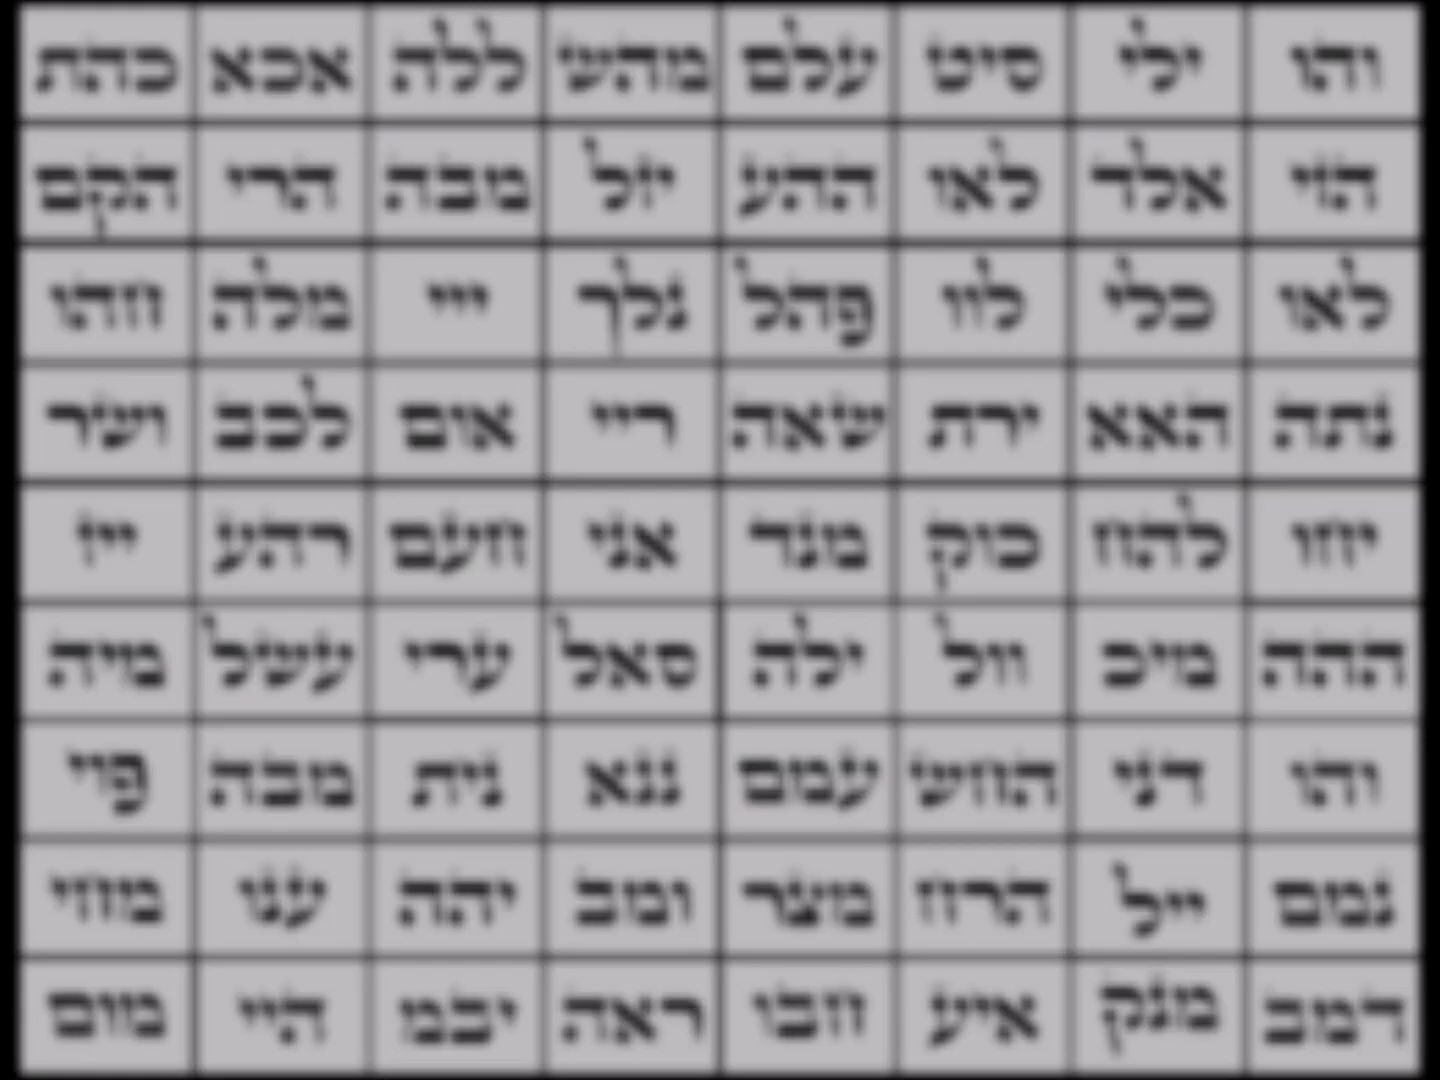 והו ילי סיט עלם מהש ללה אכא כהת
הזי אלד לאו ההע יזל מבה הרי הקם
לאו כלי לוו פהל נלך ייי מלה חהו
נתה האא ירת שאה ריי אום לכב ושר
יחו להח כוק מנד אני חעם רהע ייז
ההה מיכ וול ילה סאל ערי עשל מיה
והו דני החש עמם ננא נית מבה פוי
נמם ייל הרח מצר ומב יהה ענו מחי
דמב מנק איע חבו ראה יבמ היי מום